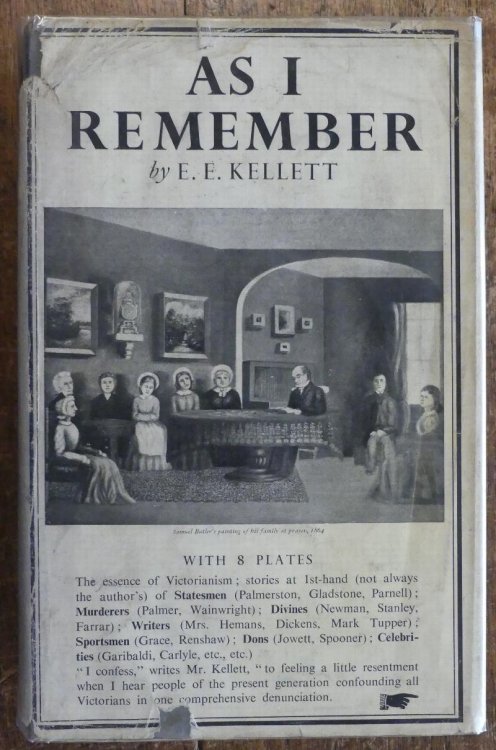 AS I
REMEMBER
by E. E. KELLETT
Samuel Butler's painting of his family at prayers, 1864
WITH 8 PLATES
The essence of Victorianism; stories at 1st-hand (not always
the author's) of Statesmen (Palmerston, Gladstone, Parnell);
Murderers (Palmer, Wainwright); Divines (Newman, Stanley,
Farrar); Writers (Mrs. Hemans, Dickens, Mark Tupper);
Sportsmen (Grace, Renshaw); Dons (Jowett, Spooner); Celebri-
ties (Garibaldi, Carlyle, etc., etc.)
"I confess," writes Mr. Kellett, "to feeling a little resentment
when I hear people of the present generation confounding all
Victorians in one comprehensive denunciation.